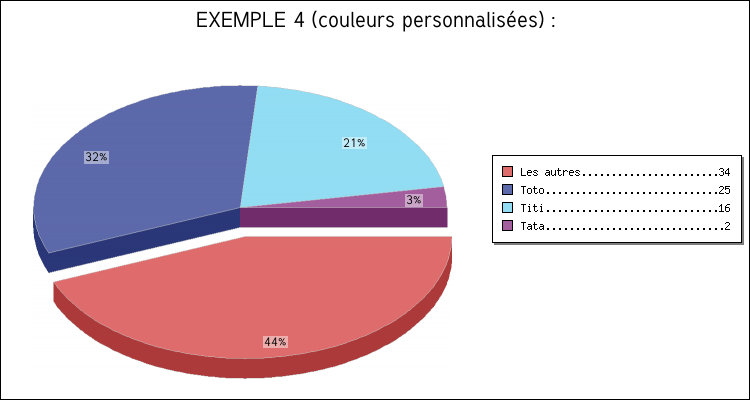 EXEMPLE 4 (couleurs personnalisées) :
21%
32%
3%
44%
Les autres.....................34
Toto..........................25
Titi..........................16
Tata...........................2